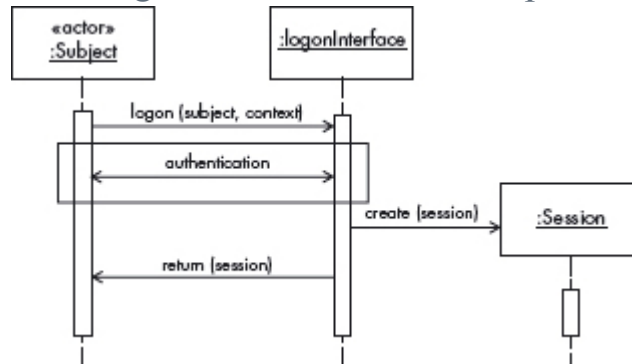 «actor»
:Subject
:logonInterface
logon (subject, context)
authentication
create (session)
:Session
return (session)